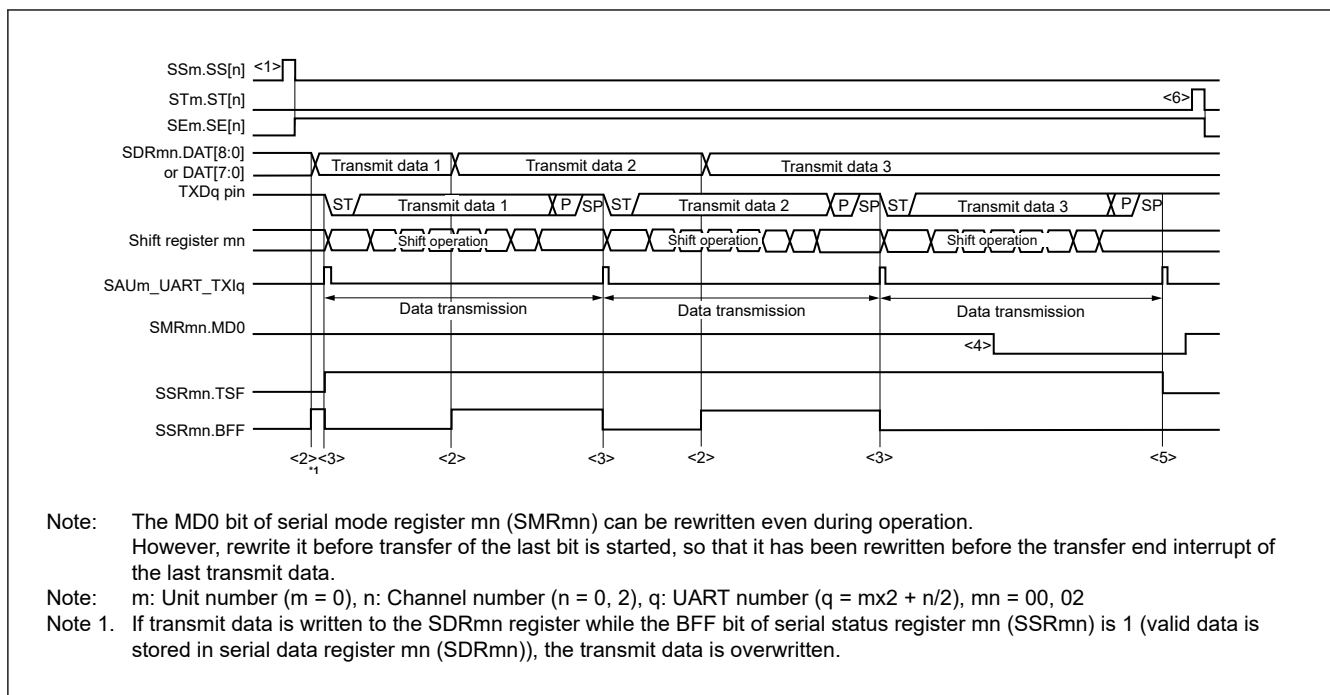 SSm.SS[n] <1>
STm.ST[n] <6>
SEm.SE[n]
SDRmn.DAT[8:0]
or DAT[7:0]
Transmit data 1 Transmit data 2 Transmit data 3
TXDq pin
ST Transmit data 1 P SP ST Transmit data 2 P SP ST Transmit data 3 P SP
Shift register mn Shift operation Shift operation Shift operation
SAUm_UART_TXIq
Data transmission Data transmission Data transmission
SMRmn.MD0
<4>
SSRmn.TSF
SSRmn.BFF
<2> <3> <2> <3> <2> <3> <5>
*1
Note: The MD0 bit of serial mode register mn (SMRmn) can be rewritten even during operation.
However, rewrite it before transfer of the last bit is started, so that it has been rewritten before the transfer end interrupt of
the last transmit data.
Note: m: Unit number (m = 0), n: Channel number (n = 0, 2), q: UART number (q = mx2 + n/2), mn = 00, 02
Note 1. If transmit data is written to the SDRmn register while the BFF bit of serial status register mn (SSRmn) is 1 (valid data is
stored in serial data register mn (SDRmn)), the transmit data is overwritten.